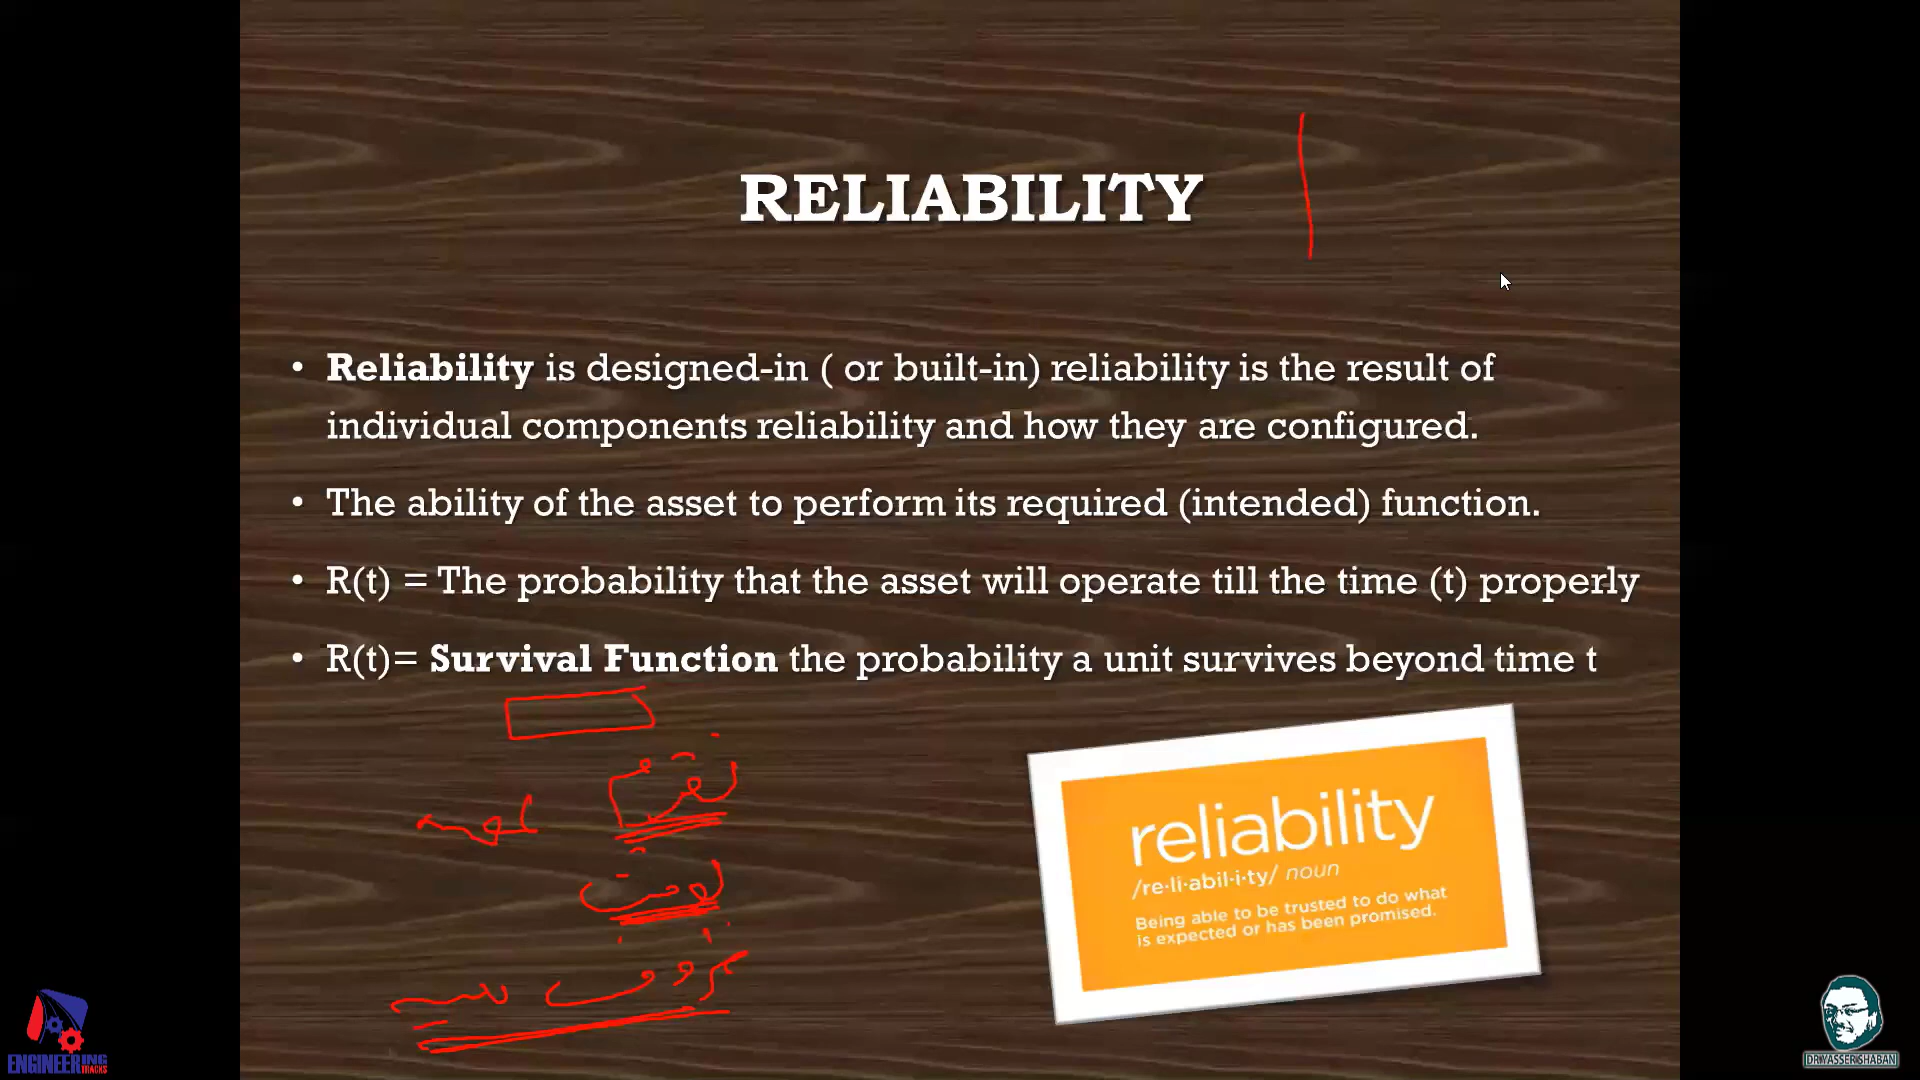 RELIABILITY
• Reliability is designed-in ( or built-in) reliability is the result of
individual components reliability and how they are configured.
• The ability of the asset to perform its required (intended) function.
• R(t) = The probability that the asset will operate till the time (t) properly
• R(t)= Survival Function the probability a unit survives beyond time t
reliability
/re·li·abil·i·ty/ noun
Being able to be trusted to do what
is expected or has been promised.
ENGINEERING
TRACKS
DR.YASSER SHABAN